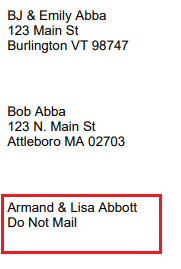 BJ & Emily Abba
123 Main St
Burlington VT 98747
Bob Abba
123 N. Main St
Attleboro MA 02703
Armand & Lisa Abbott
Do Not Mail